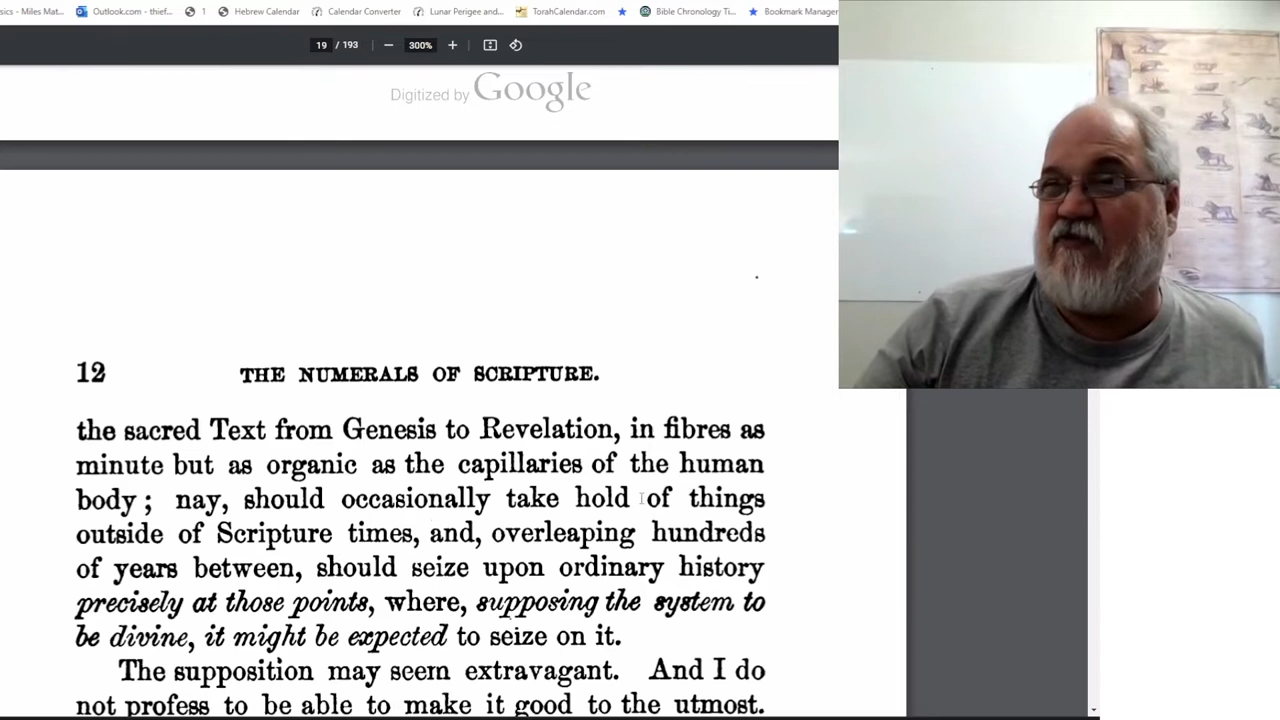 sics - Miles Mat... Outlook.com - thief... 1 Hebrew Calendar Calendar Converter Lunar Perigee and... TorahCalendar.com Bible Chronology Ti... Bookmark Manager
19 / 193 − 300% +
Digitized by Google
12 THE NUMERALS OF SCRIPTURE.
the sacred Text from Genesis to Revelation, in fibres as
minute but as organic as the capillaries of the human
body; nay, should occasionally take hold of things
outside of Scripture times, and, overleaping hundreds
of years between, should seize upon ordinary history
precisely at those points, where, supposing the system to
be divine, it might be expected to seize on it.
The supposition may seem extravagant. And I do
not profess to be able to make it good to the utmost.